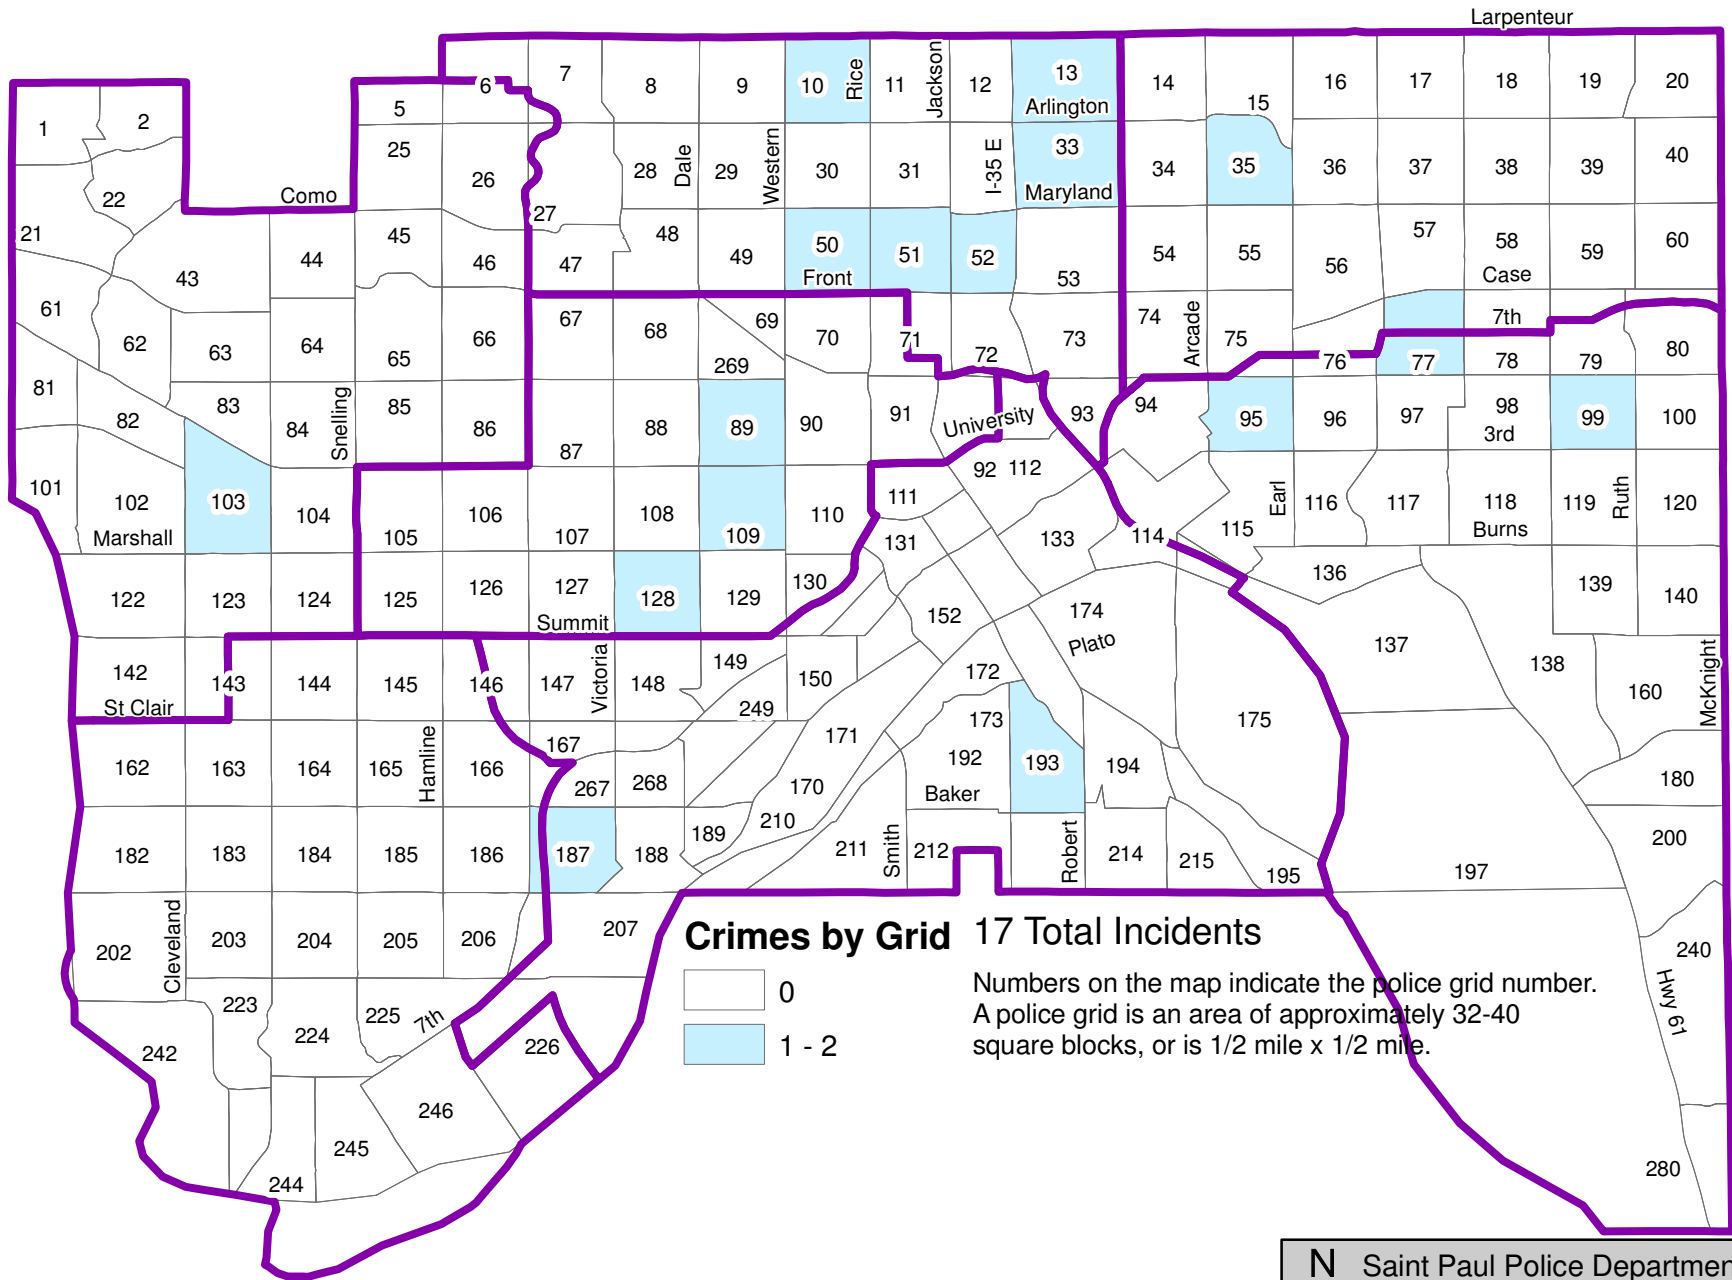 Larpenteur
1 2 5 6 7 8 9 10 Rice 11 Jackson 12 13 14 15 16 17 18 19 20
Arlington
21 22 Como 25 26 27 28 Dale 29 Western 30 31 I-35 E 33 34 35 36 37 38 39 40
Maryland
43 44 45 46 47 48 49 50 51 52 53 54 55 56 57 58 59 60
Front
Case
61 62 63 64 65 66 67 68 69 269 70 71 72 73 74 Arcade 75 76 77 78 79 80
7th
81 82 83 84 Snelling 85 86 87 88 89 90 91 University 93 94 95 96 97 98 99 100
3rd
92 112
101 102 103 104 105 106 107 108 109 110 111 131 133 114 115 Earl 116 117 118 119 Ruth 120
Marshall
Burns
122 123 124 125 126 127 128 129 130 152 174 136 139 140
Summit
Plato
137 138
142 143 144 145 146 147 Victoria 148 149 150 249 172 173 175 160 McKnight
St Clair
162 163 164 165 Hamline 166 167 267 268 170 171 192 193 194 180
Baker
182 183 184 185 186 187 188 189 210 211 Smith 212 Robert 214 215 195 197 200
202 Cleveland 203 204 205 206 207 240
223 224 225 7th 226 Hwy 61
242 244 245 246 280
Crimes by Grid
0
1 - 2
17 Total Incidents
Numbers on the map indicate the police grid number.
A police grid is an area of approximately 32-40
square blocks, or is 1/2 mile x 1/2 mile.
N Saint Paul Police Departmen